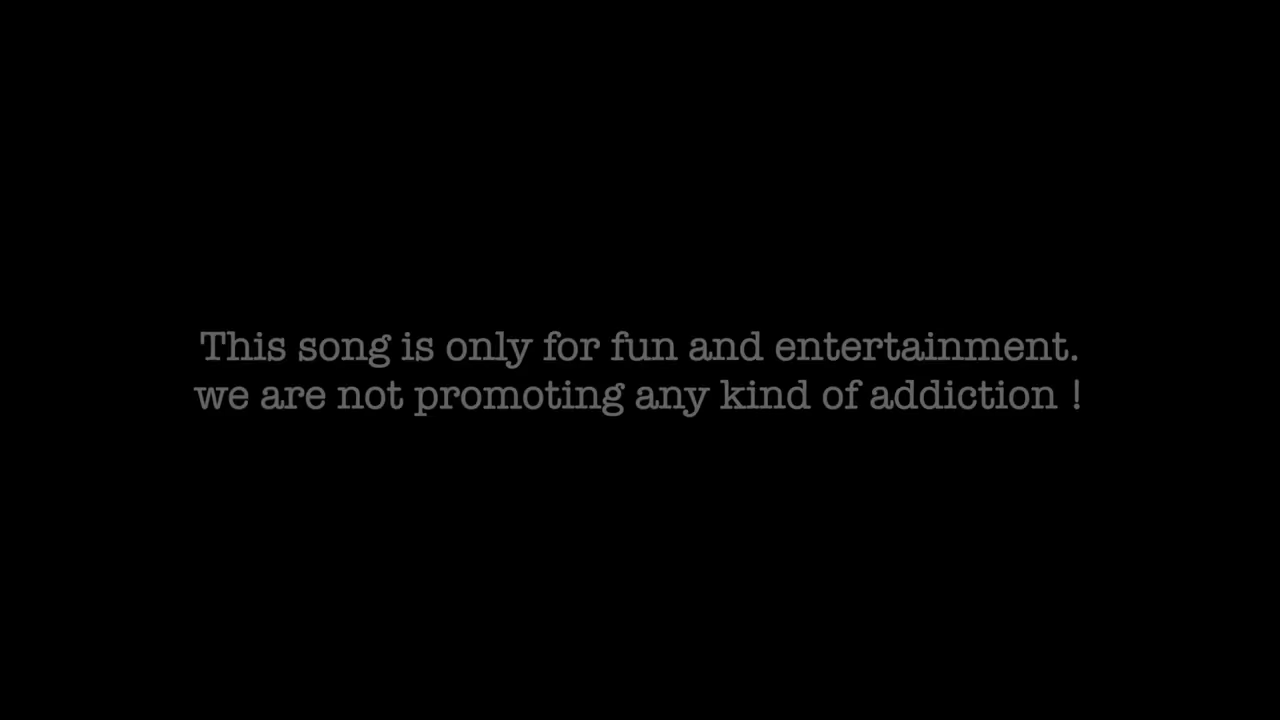 This song is only for fun and entertainment.
we are not promoting any kind of addiction !